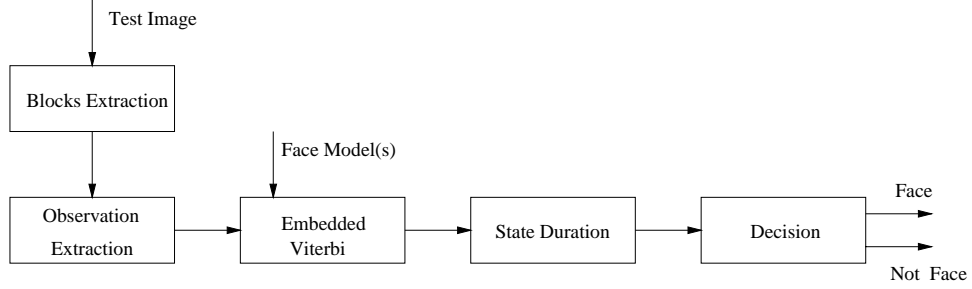 Test Image
Blocks Extraction
Face Model(s)
Observation
Extraction
Embedded
Viterbi
State Duration
Decision
Face
Not Face